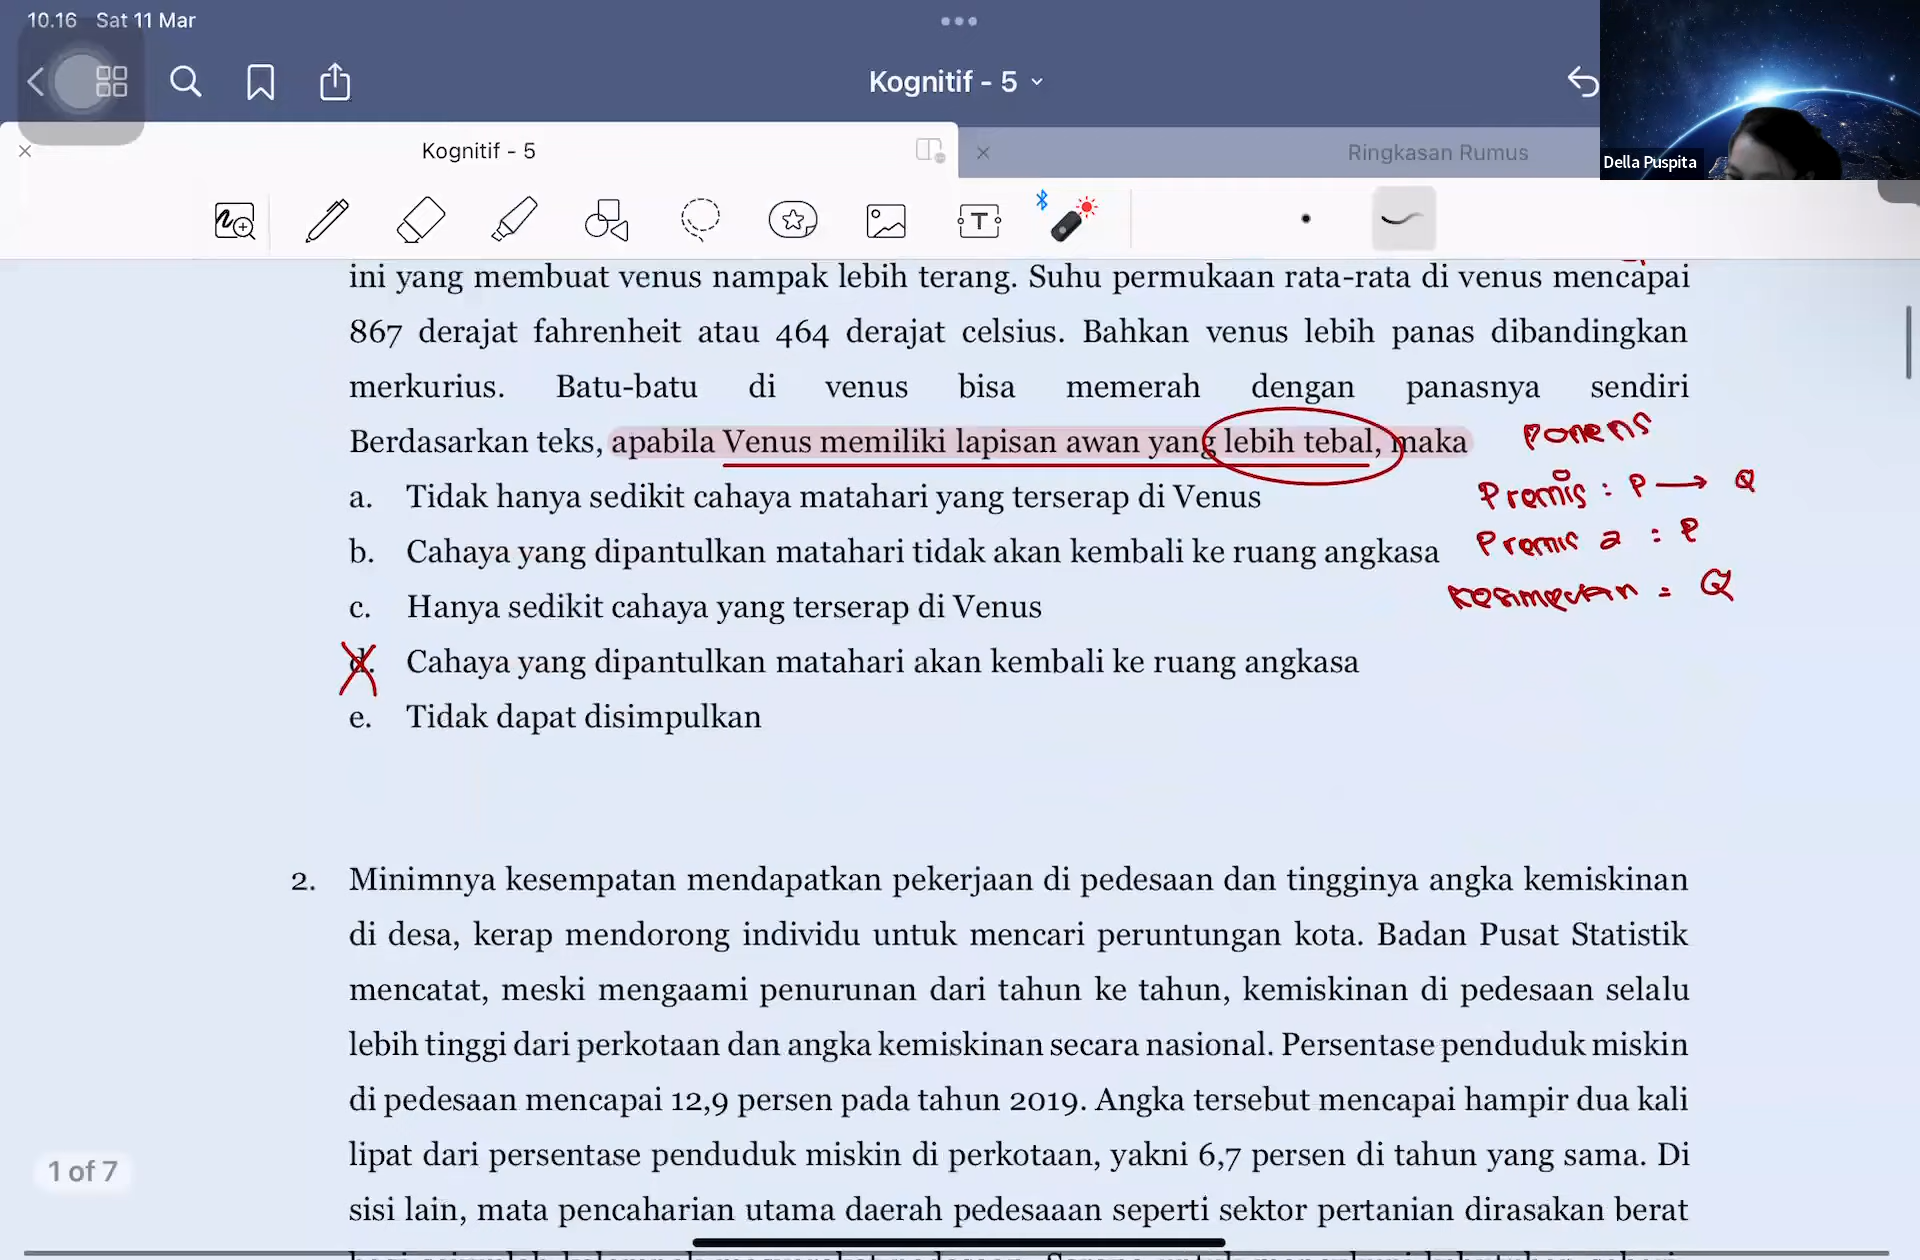 10.16 Sat 11 Mar
Kognitif - 5
Kognitif - 5
Ringkasan Rumus
Della Puspita
T
ini yang membuat venus nampak lebih terang. Suhu permukaan rata-rata di venus mencapai
867 derajat fahrenheit atau 464 derajat celsius. Bahkan venus lebih panas dibandingkan
merkurius. Batu-batu di venus bisa memerah dengan panasnya sendiri
Berdasarkan teks, apabila Venus memiliki lapisan awan yang lebih tebal, maka
Ponens
a. Tidak hanya sedikit cahaya matahari yang terserap di Venus
Premis : P → Q
b. Cahaya yang dipantulkan matahari tidak akan kembali ke ruang angkasa
Premis 2 : P
c. Hanya sedikit cahaya yang terserap di Venus
= Q
d. Cahaya yang dipantulkan matahari akan kembali ke ruang angkasa
e. Tidak dapat disimpulkan
2. Minimnya kesempatan mendapatkan pekerjaan di pedesaan dan tingginya angka kemiskinan
di desa, kerap mendorong individu untuk mencari peruntungan kota. Badan Pusat Statistik
mencatat, meski mengaami penurunan dari tahun ke tahun, kemiskinan di pedesaan selalu
lebih tinggi dari perkotaan dan angka kemiskinan secara nasional. Persentase penduduk miskin
di pedesaan mencapai 12,9 persen pada tahun 2019. Angka tersebut mencapai hampir dua kali
lipat dari persentase penduduk miskin di perkotaan, yakni 6,7 persen di tahun yang sama. Di
sisi lain, mata pencaharian utama daerah pedesaaan seperti sektor pertanian dirasakan berat
1 of 7